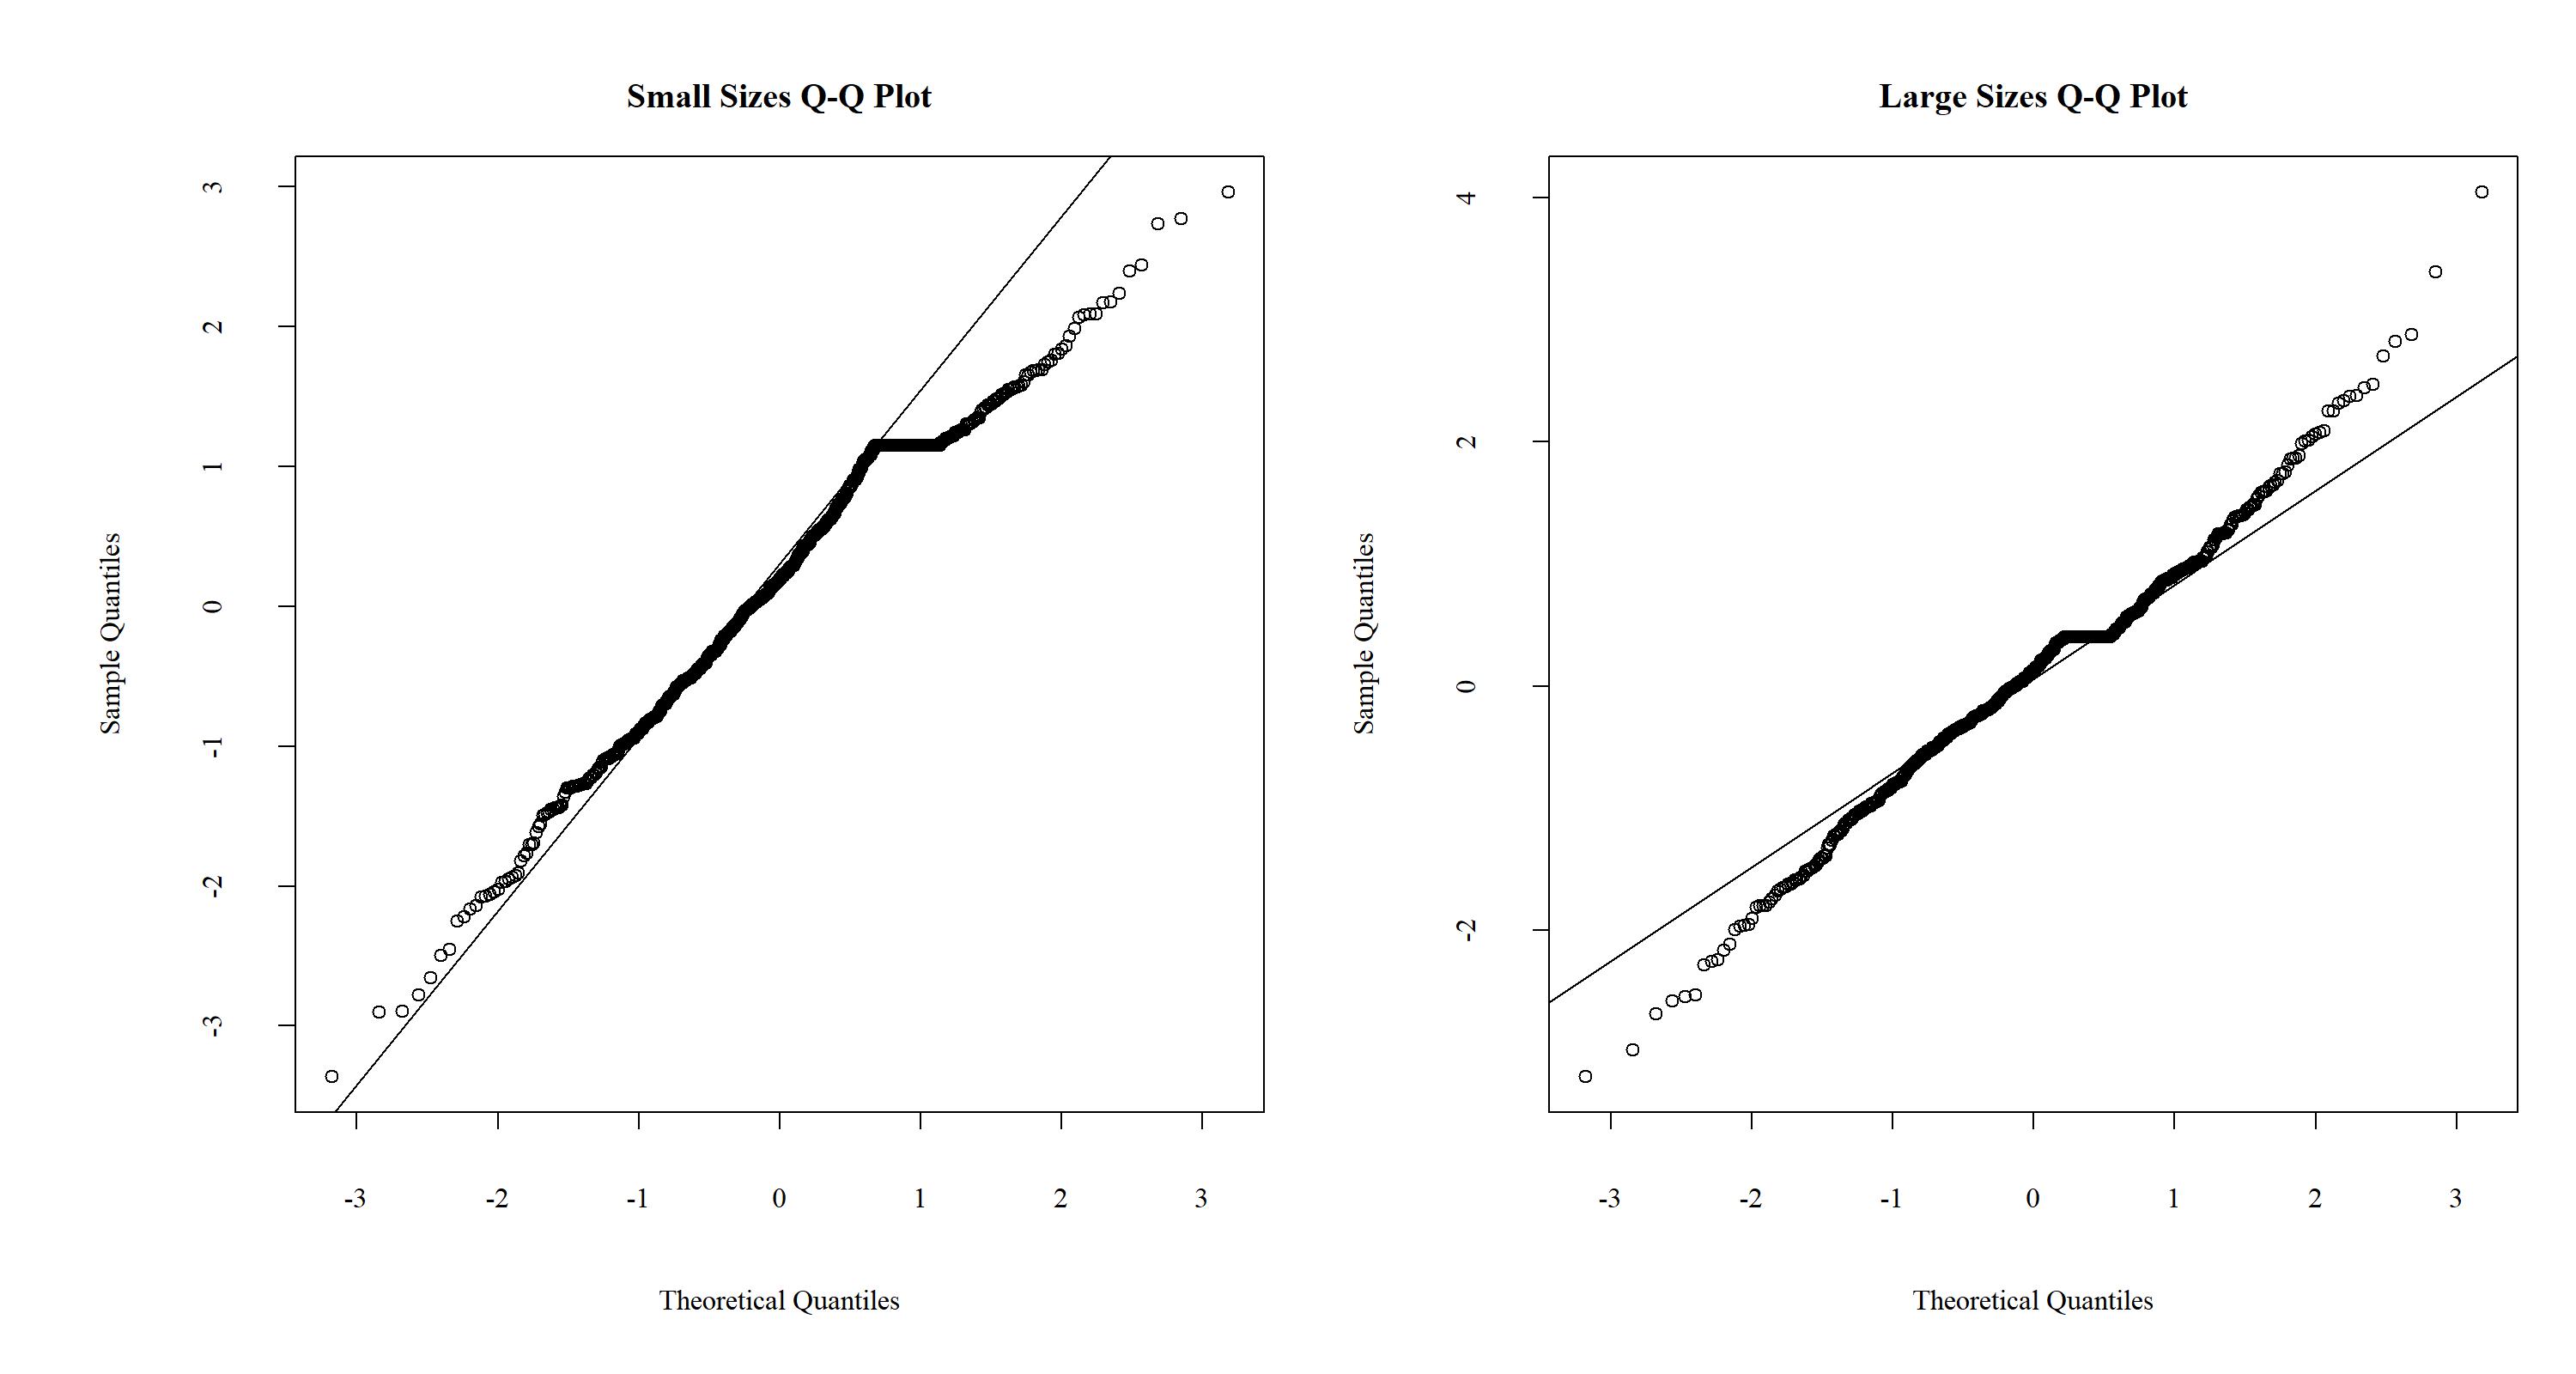 Small Sizes Q-Q Plot
3
2
1
0
-1
-2
-3
Sample Quantiles
-3 -2 -1 0 1 2 3
Theoretical Quantiles
Large Sizes Q-Q Plot
4
2
0
-2
Sample Quantiles
-3 -2 -1 0 1 2 3
Theoretical Quantiles